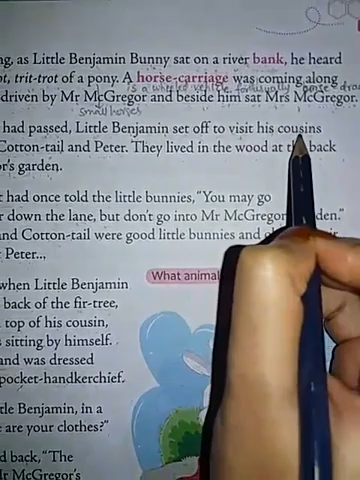 ng, as Little Benjamin Bunny sat on a river bank, he heard
ot, trit-trot of a pony. A horse-carriage was coming along
is a wheeled vehicle
driven by Mr McGregor and beside him sat Mrs McGregor.
small horses
had passed, Little Benjamin set off to visit his cousins
Cotton-tail and Peter. They lived in the wood at back
or's garden.
t had once told the little bunnies, "You may go
r down the lane, but don't go into Mr McGregor den."
and Cotton-tail were good little bunnies and
t Peter...,
What animal
when Little Benjamin
back of the fir-tree,
top of his cousin,
s sitting by himself.
and was dressed
pocket-handkerchief.
tle Benjamin, in a
e are your clothes?"
d back, "The
Mr McGregor's